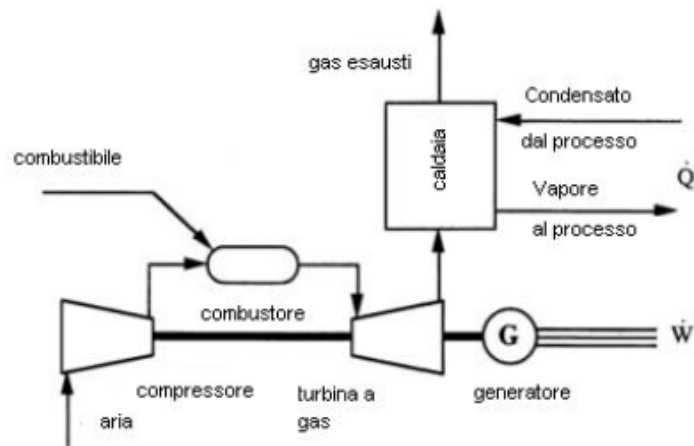 gas esausti
Condensato
dal processo
caldaia
Q̇
Vapore
al processo
combustibile
combustore
G
Ẇ
compressore
turbina a
gas
generatore
aria